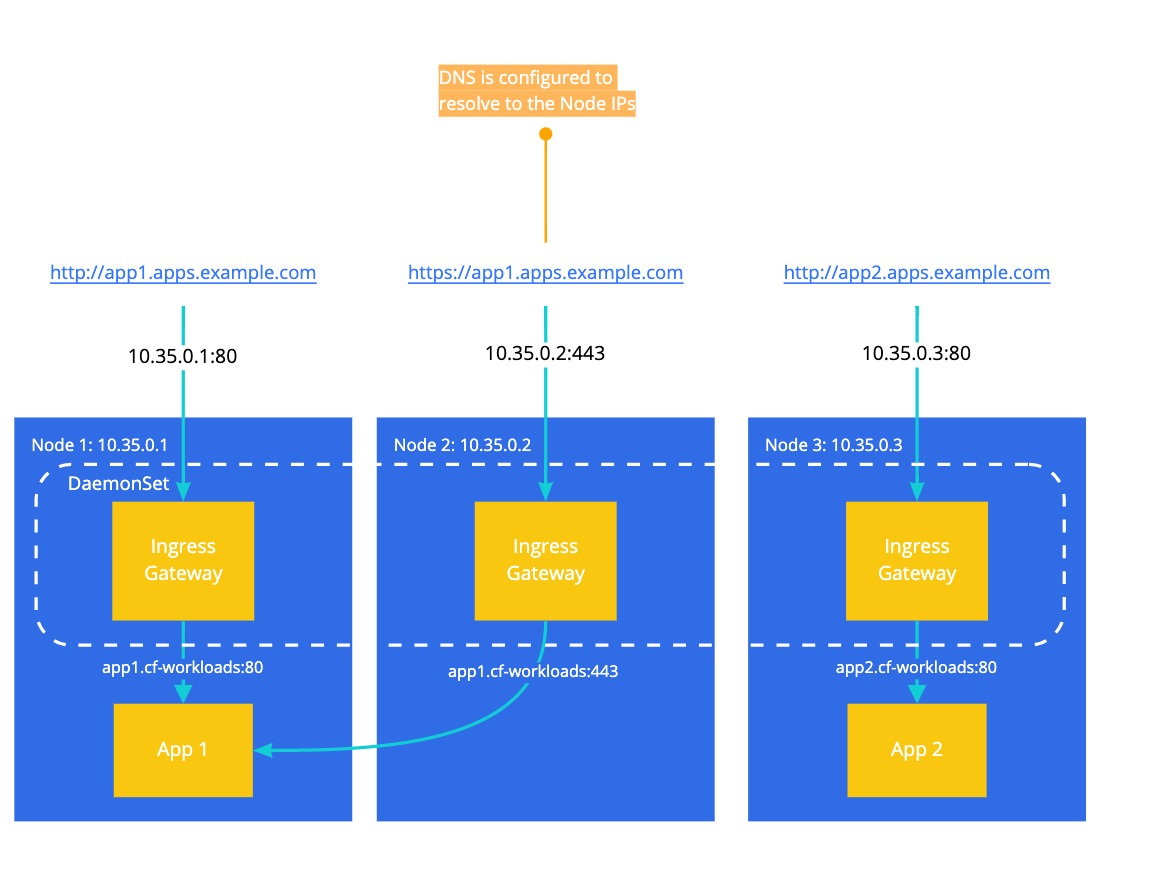 DNS is configured to
resolve to the Node IPs
http://app1.apps.example.com
https://app1.apps.example.com
http://app2.apps.example.com
10.35.0.1:80
10.35.0.2:443
10.35.0.3:80
Node 1: 10.35.0.1
Node 2: 10.35.0.2
Node 3: 10.35.0.3
DaemonSet
Ingress
Gateway
Ingress
Gateway
Ingress
Gateway
app1.cf-workloads:80
app1.cf-workloads:443
app2.cf-workloads:80
App 1
App 2